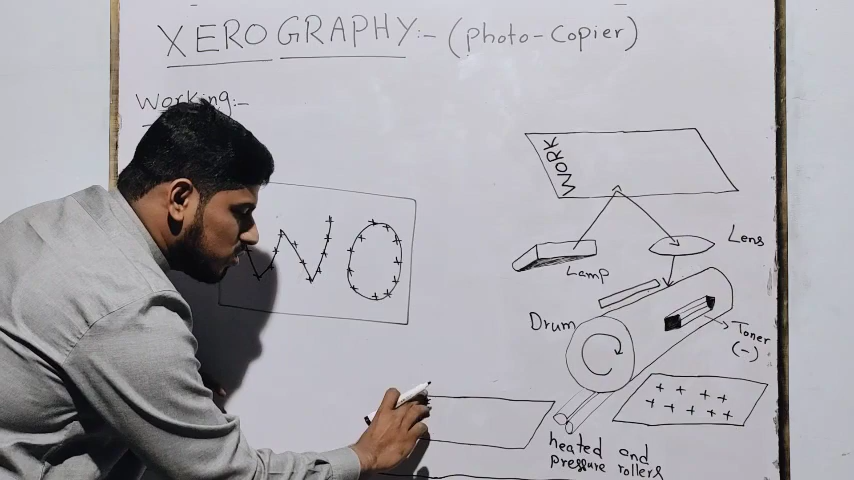 XEROGRAPHY:- (Photo-Copier)
Working:-
WORK
WO
Lens
Lamp
Drum
Toner
(-)
+ + + +
+ + + + +
heated and
pressure rollers